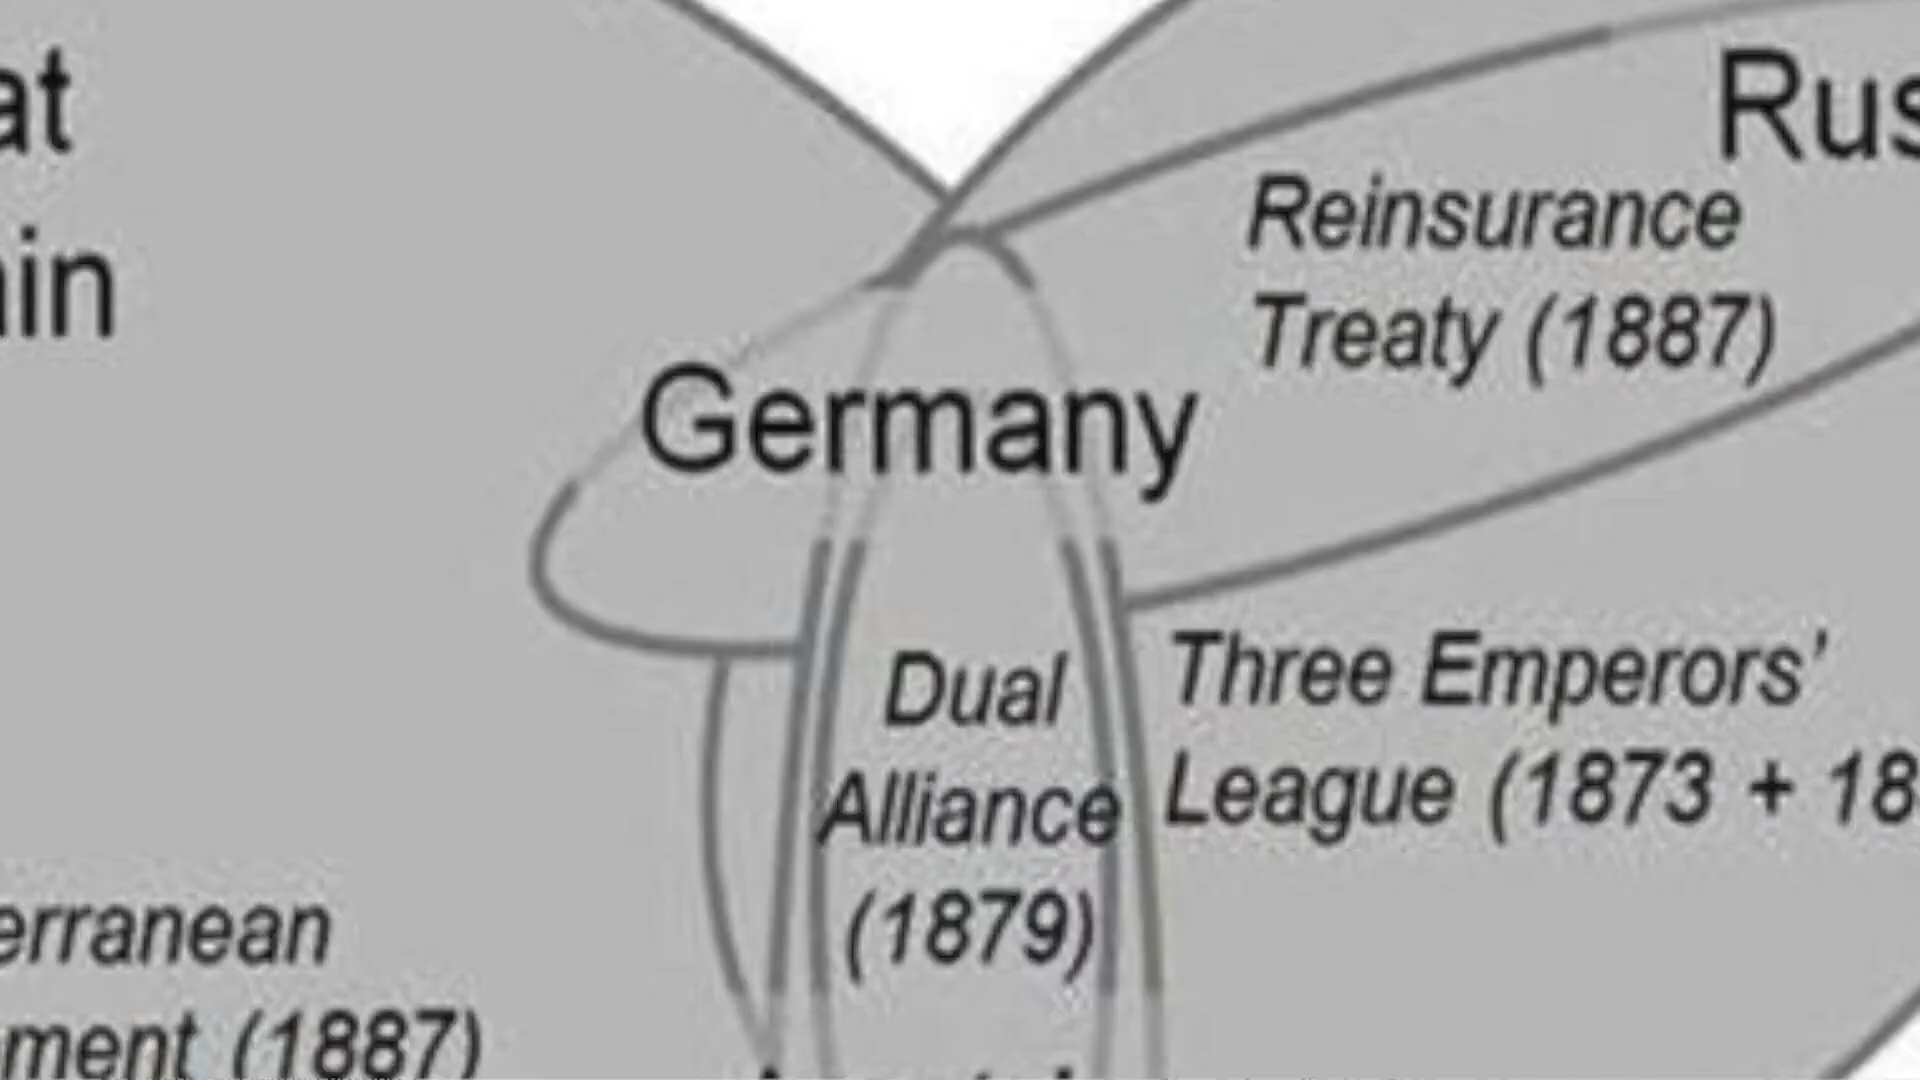 at
ain
Germany
Rus
Reinsurance
Treaty (1887)
Dual
Alliance
(1879)
Three Emperors’
League (1873 + 18
erranean
ment (1887)